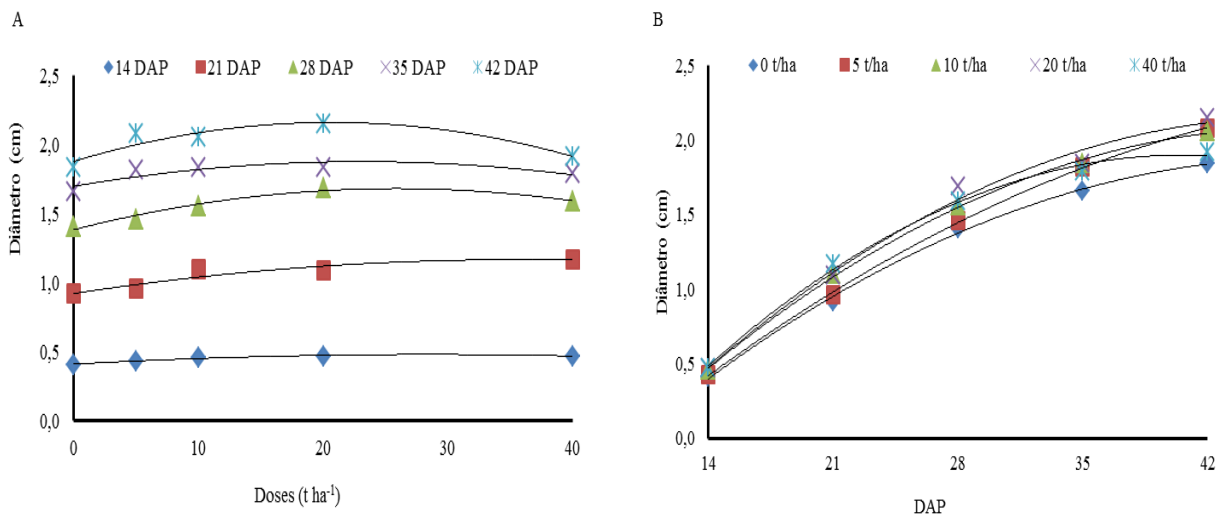 A
14 DAP 21 DAP 28 DAP 35 DAP 42 DAP
2,5
2,0
1,5
1,0
0,5
0,0
Diâmetro (cm)
0 10 20 30 40
Doses (t ha-1)
B
0 t/ha 5 t/ha 10 t/ha 20 t/ha 40 t/ha
2,5
2,0
1,5
1,0
0,5
0,0
Diâmetro (cm)
14 21 28 35 42
DAP